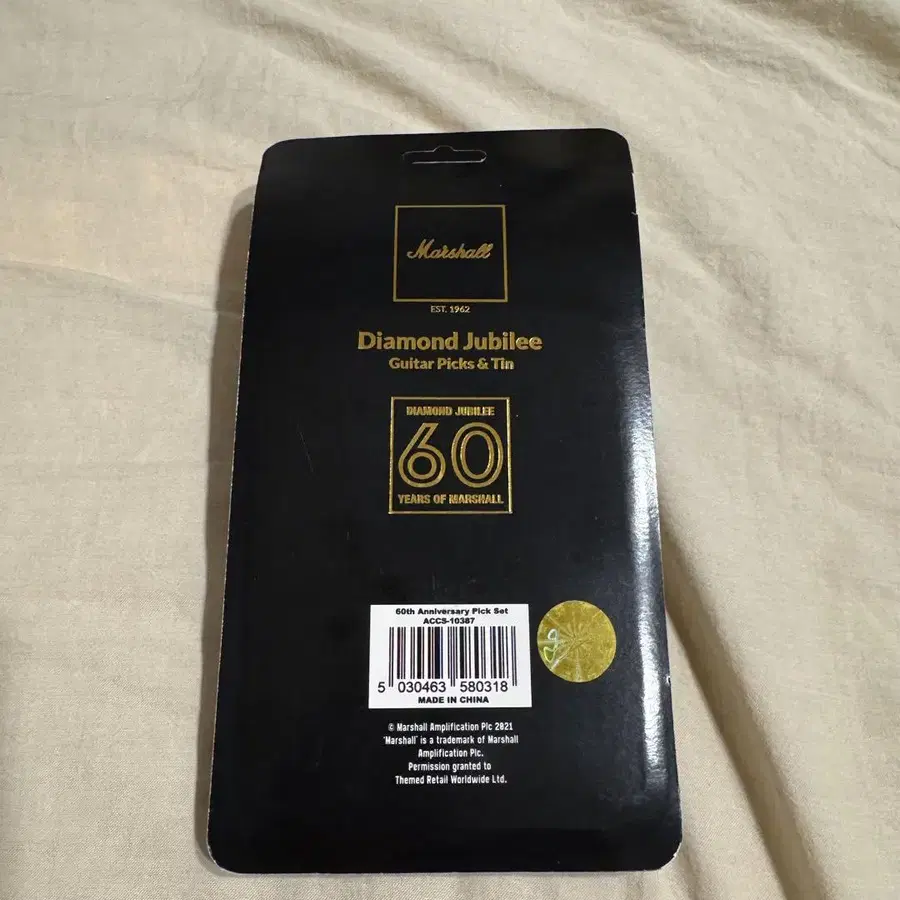 Marshall
EST. 1962
Diamond Jubilee
Guitar Picks & Tin
DIAMOND JUBILEE
60
YEARS OF MARSHALL
60th Anniversary Pick Set
ACCS-10387
5 030463 580318
MADE IN CHINA
© Marshall Amplification Plc 2021
'Marshall' is a trademark of Marshall
Amplification Plc.
Permission granted to
Themed Retail Worldwide Ltd.